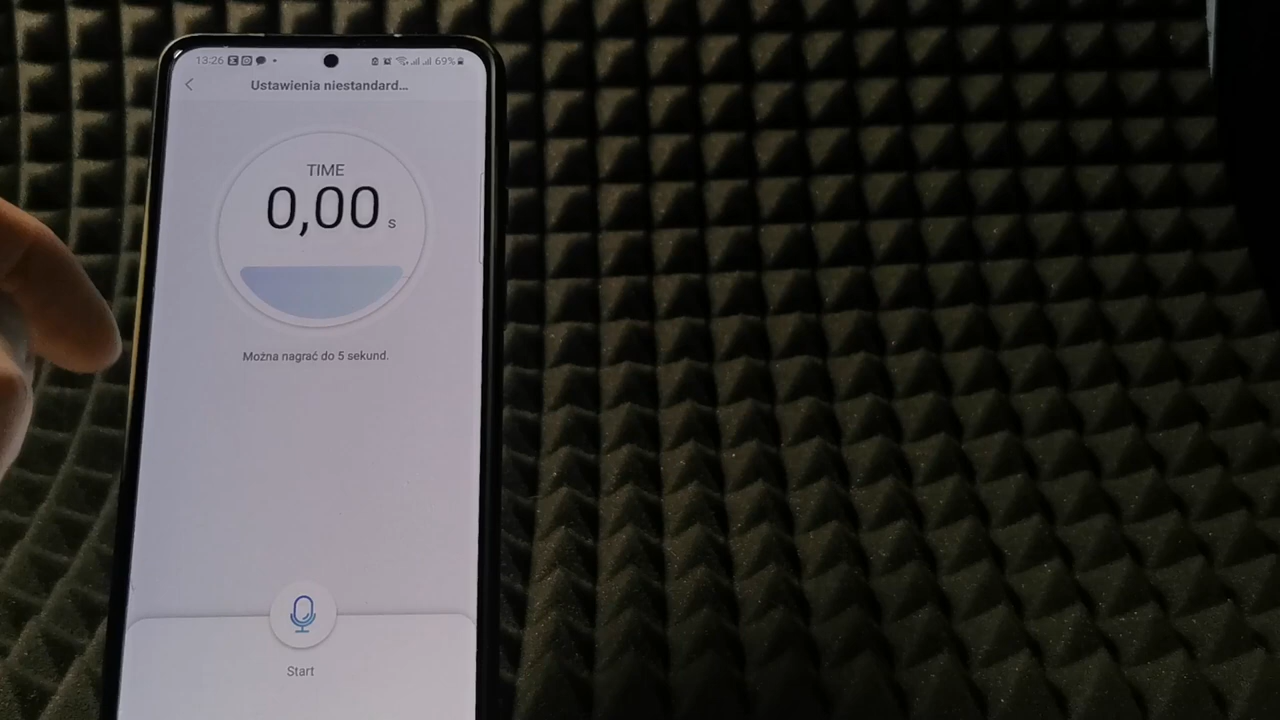 13:26 69%
Ustawienia niestandard...
TIME
0,00 s
Można nagrać do 5 sekund.
Start